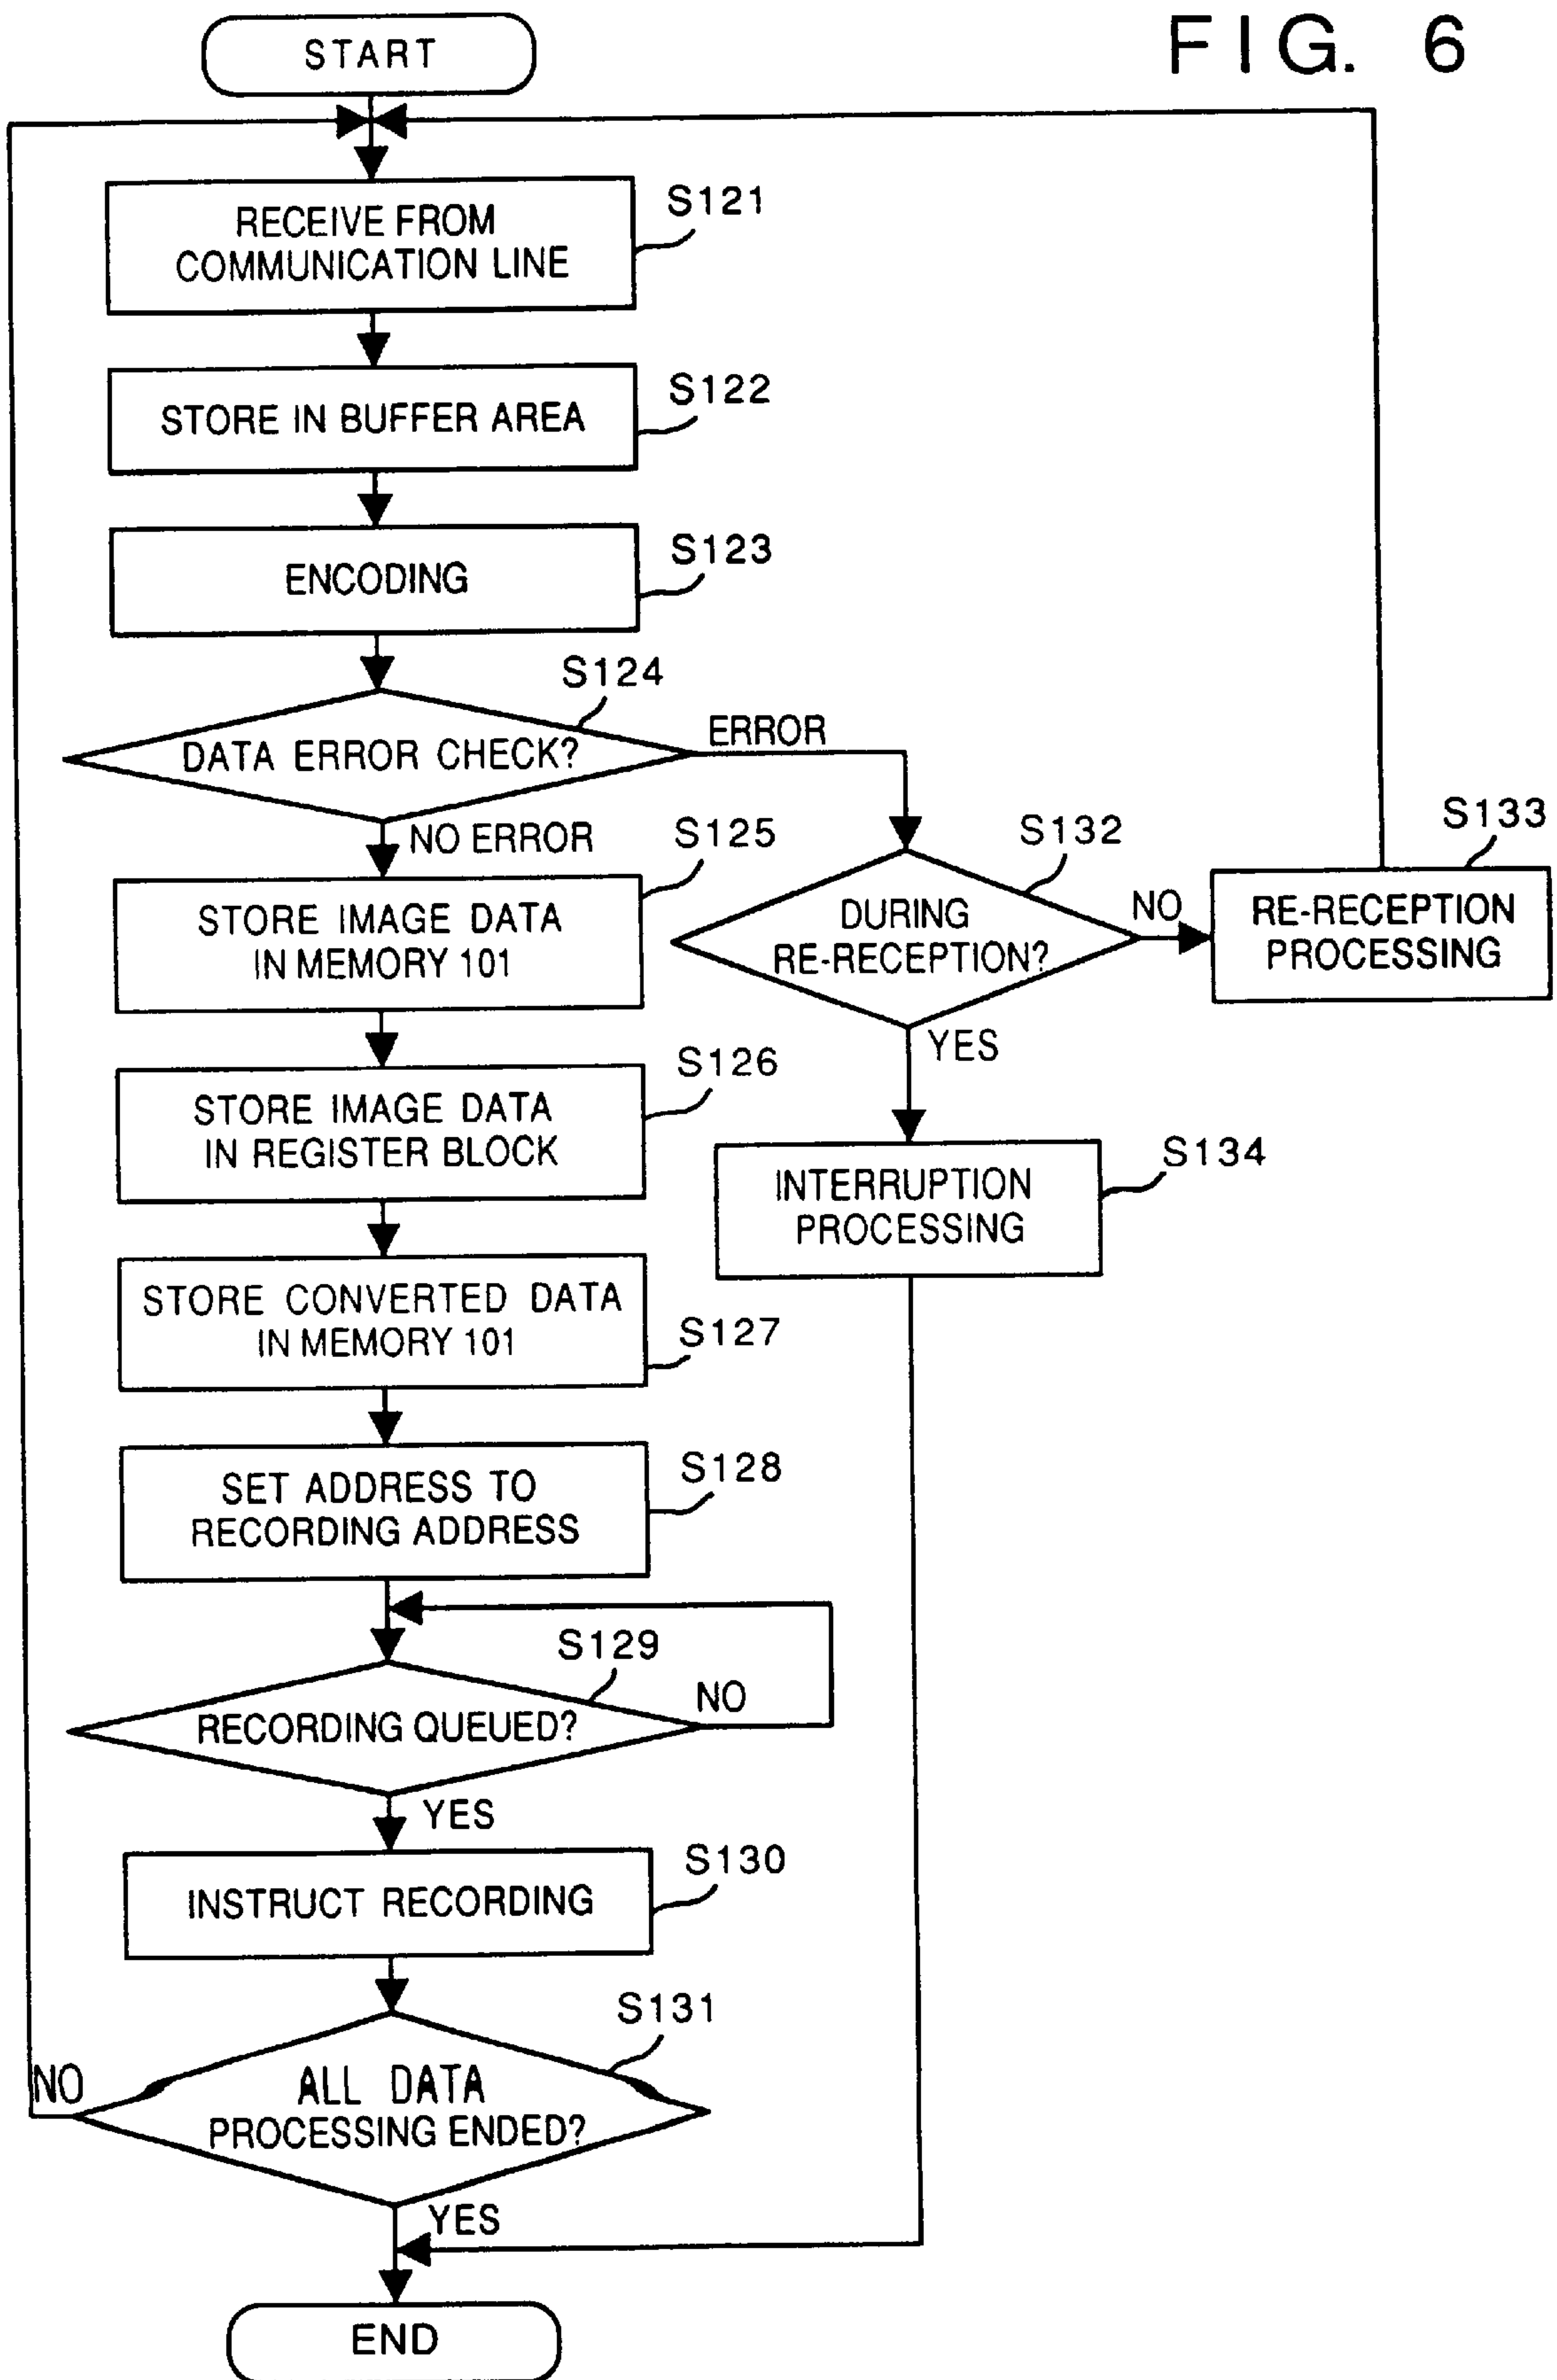 FIG. 6
START
S121
RECEIVE FROM
COMMUNICATION LINE
S122
STORE IN BUFFER AREA
S123
ENCODING
S124
DATA ERROR CHECK?
ERROR
NO ERROR
S125
STORE IMAGE DATA
IN MEMORY 101
S132
DURING
RE-RECEPTION?
NO
S133
RE-RECEPTION
PROCESSING
YES
S126
STORE IMAGE DATA
IN REGISTER BLOCK
S134
INTERRUPTION
PROCESSING
STORE CONVERTED DATA
IN MEMORY 101
S127
S128
SET ADDRESS TO
RECORDING ADDRESS
S129
RECORDING QUEUED?
NO
YES
S130
INSTRUCT RECORDING
S131
NO
ALL DATA
PROCESSING ENDED?
YES
END